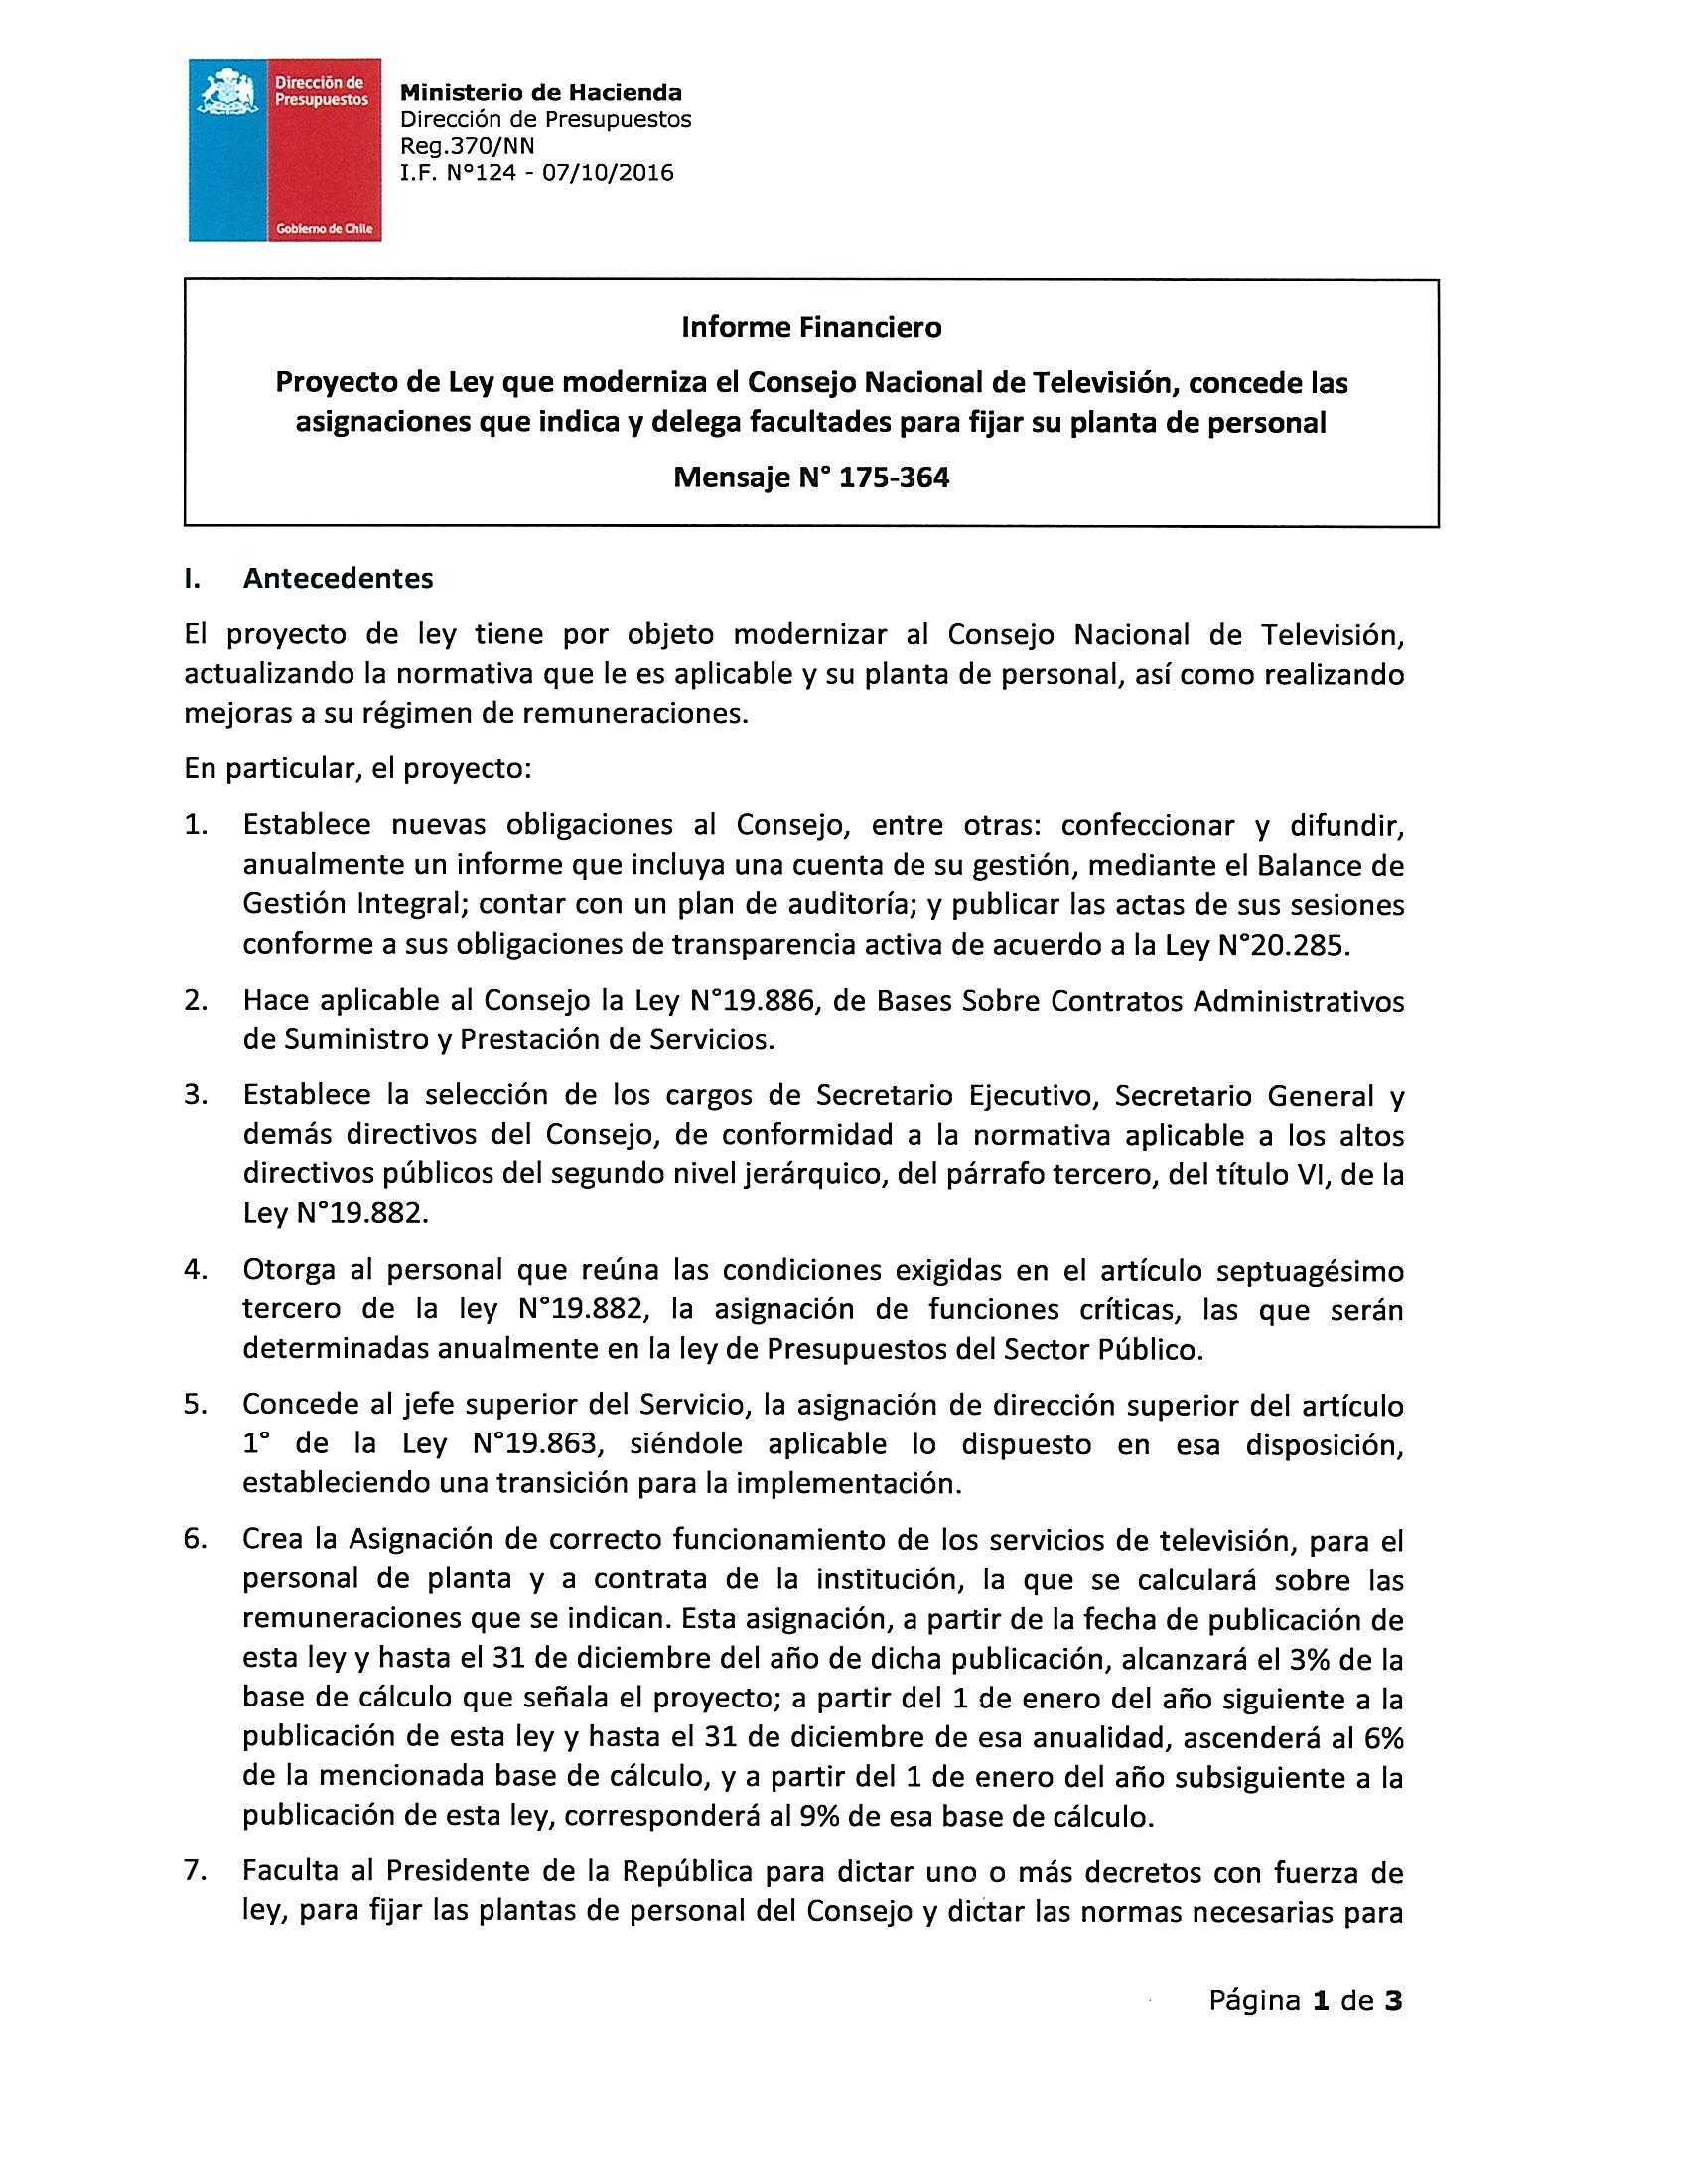 Dirección de
Presupuestos
Gobierno de Chile
Ministerio de Hacienda
Dirección de Presupuestos
Reg.370/NN
I.F. N°124 - 07/10/2016
Informe Financiero
Proyecto de Ley que moderniza el Consejo Nacional de Televisión, concede las
asignaciones que indica y delega facultades para fijar su planta de personal
Mensaje N° 175-364
I. Antecedentes
El proyecto de ley tiene por objeto modernizar al Consejo Nacional de Televisión,
actualizando la normativa que le es aplicable y su planta de personal, así como realizando
mejoras a su régimen de remuneraciones.
En particular, el proyecto:
1. Establece nuevas obligaciones al Consejo, entre otras: confeccionar y difundir,
anualmente un informe que incluya una cuenta de su gestión, mediante el Balance de
Gestión Integral; contar con un plan de auditoría; y publicar las actas de sus sesiones
conforme a sus obligaciones de transparencia activa de acuerdo a la Ley N°20.285.
2. Hace aplicable al Consejo la Ley N°19.886, de Bases Sobre Contratos Administrativos
de Suministro y Prestación de Servicios.
3. Establece la selección de los cargos de Secretario Ejecutivo, Secretario General y
demás directivos del Consejo, de conformidad a la normativa aplicable a los altos
directivos públicos del segundo nivel jerárquico, del párrafo tercero, del título VI, de la
Ley N°19.882.
4. Otorga al personal que reúna las condiciones exigidas en el artículo septuagésimo
tercero de la ley N°19.882, la asignación de funciones críticas, las que serán
determinadas anualmente en la ley de Presupuestos del Sector Público.
5. Concede al jefe superior del Servicio, la asignación de dirección superior del artículo
1° de la Ley N°19.863, siéndole aplicable lo dispuesto en esa disposición,
estableciendo una transición para la implementación.
6. Crea la Asignación de correcto funcionamiento de los servicios de televisión, para el
personal de planta y a contrata de la institución, la que se calculará sobre las
remuneraciones que se indican. Esta asignación, a partir de la fecha de publicación de
esta ley y hasta el 31 de diciembre del año de dicha publicación, alcanzará el 3% de la
base de cálculo que señala el proyecto; a partir del 1 de enero del año siguiente a la
publicación de esta ley y hasta el 31 de diciembre de esa anualidad, ascenderá al 6%
de la mencionada base de cálculo, y a partir del 1 de enero del año subsiguiente a la
publicación de esta ley, corresponderá al 9% de esa base de cálculo.
7. Faculta al Presidente de la República para dictar uno o más decretos con fuerza de
ley, para fijar las plantas de personal del Consejo y dictar las normas necesarias para
Página 1 de 3